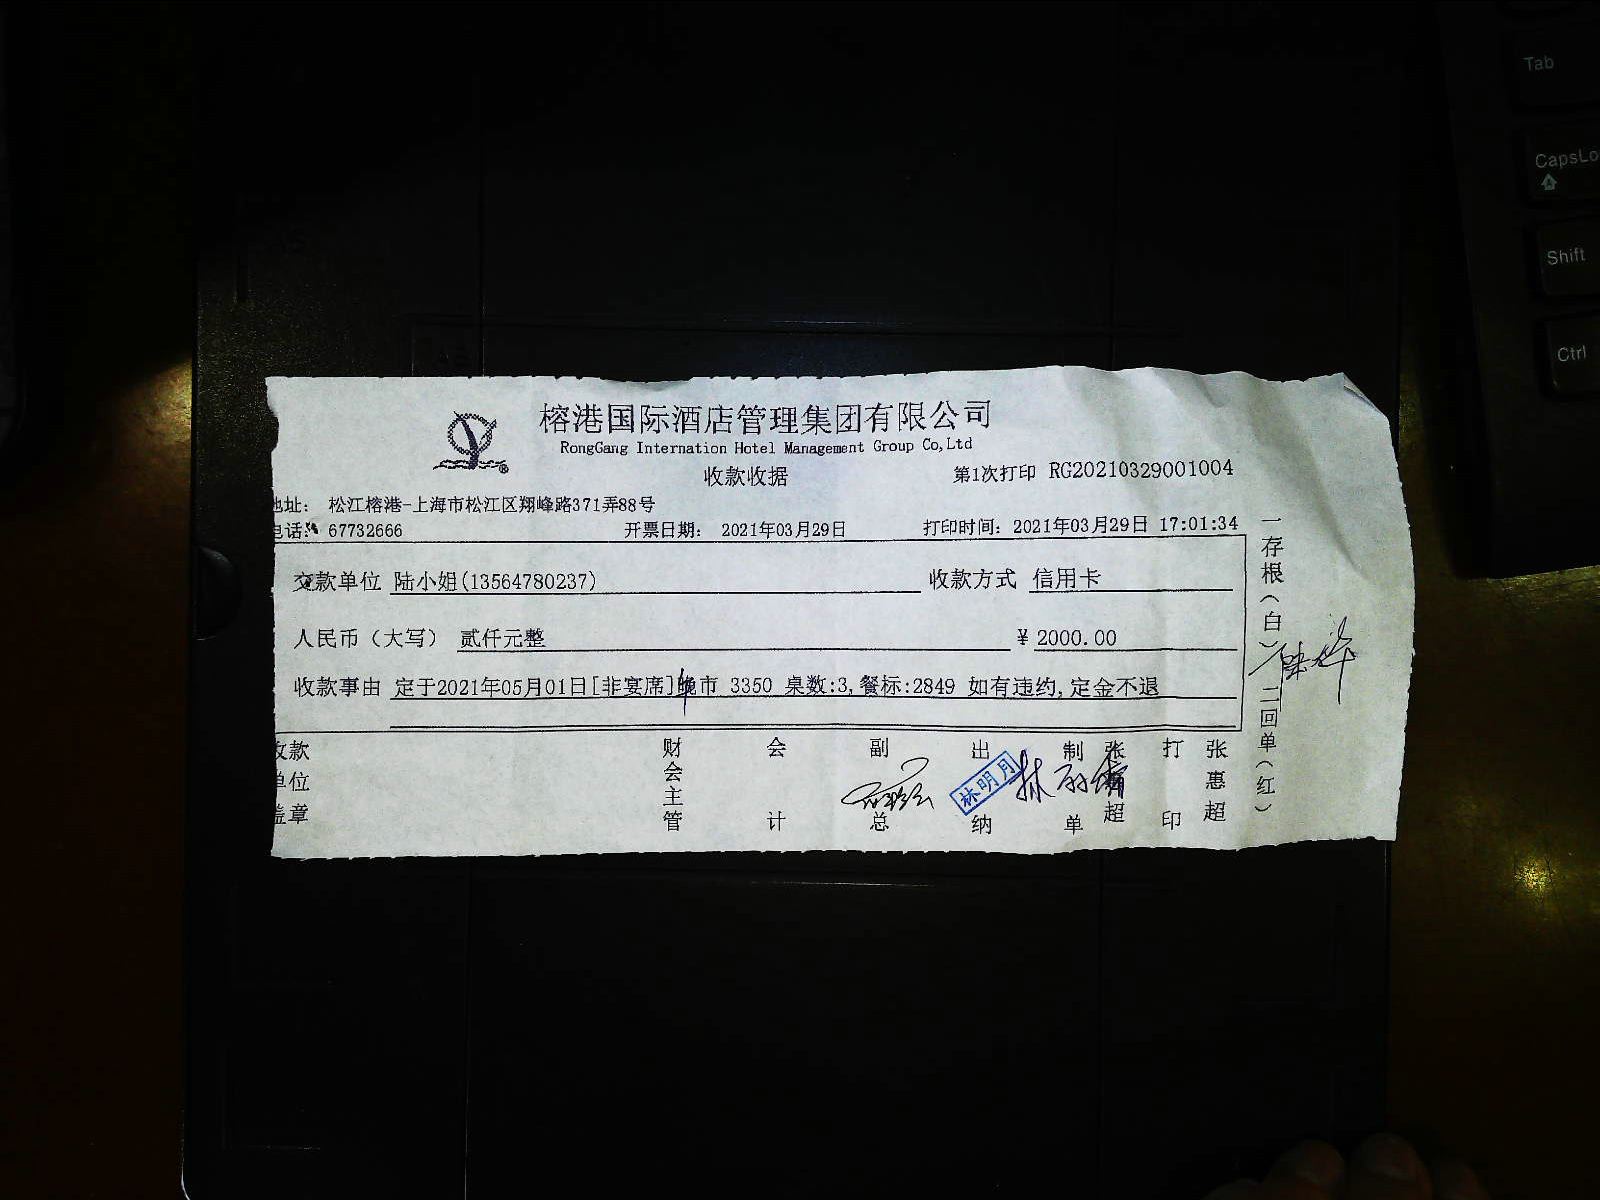 榕港国际酒店管理集团有限公司
RongGang Internation Hotel Management Group Co,Ltd
收款收据
第1次打印 RG20210329001004
地址： 松江榕港-上海市松江区翔峰路371弄88号
电话： 67732666 开票日期： 2021年03月29日 打印时间：2021年03月29日 17:01:34
交款单位 陆小姐(13564780237) 收款方式 信用卡
人民币（大写） 贰仟元整 ¥ 2000.00
收款事由 定于2021年05月01日[非宴席]晚市 3350 桌数:3,餐标:2849 如有违约,定金不退
收款单位盖章 财会主管 会计 副总 出纳 林明月 制单 张惠超 打印 张惠超
一存根（白） 二回单（红）
Tab
CapsLo
Shift
Ctrl